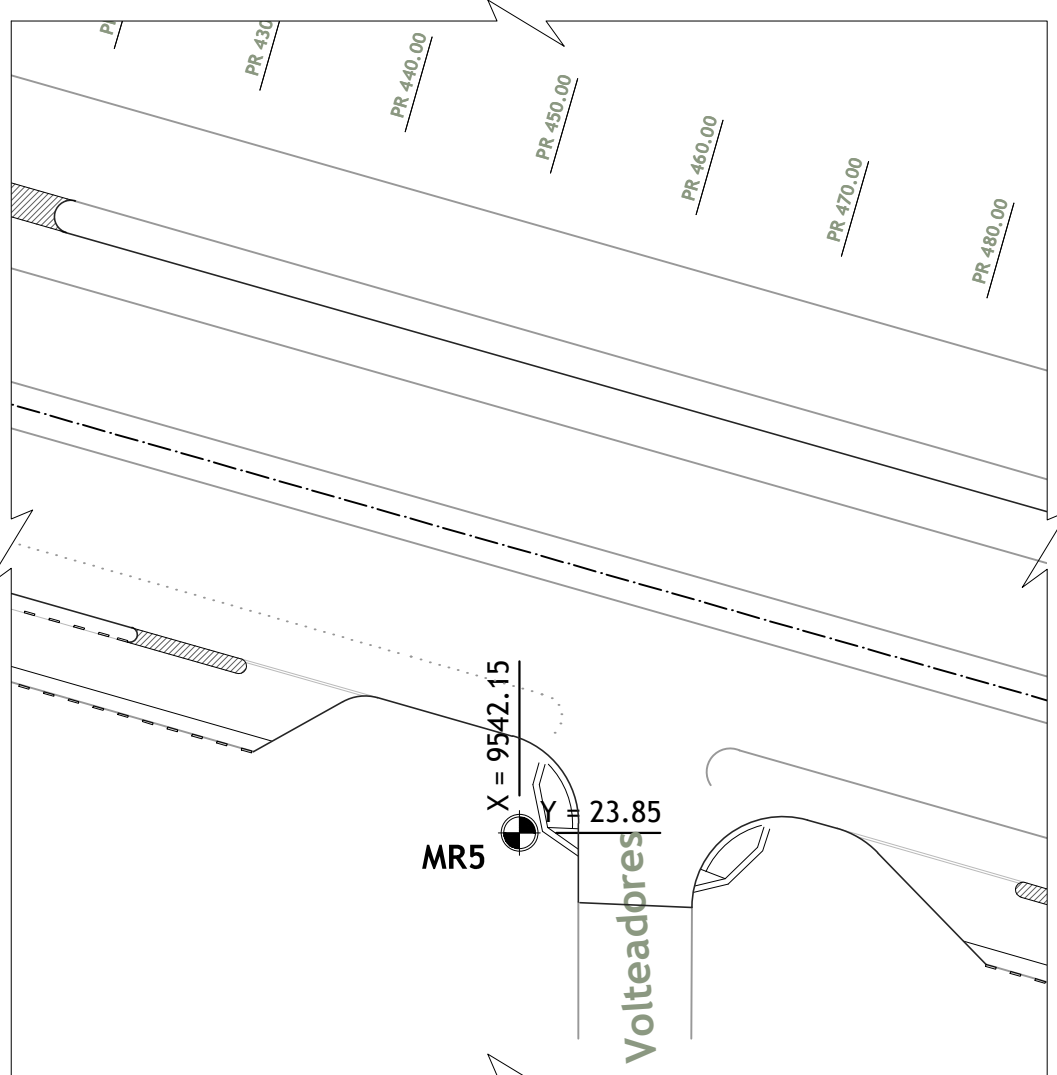 PR 430
PR 440.00
PR 450.00
PR 460.00
PR 470.00
PR 480.00
X = 9542.15
Y = 23.85
MR5
Volteadores